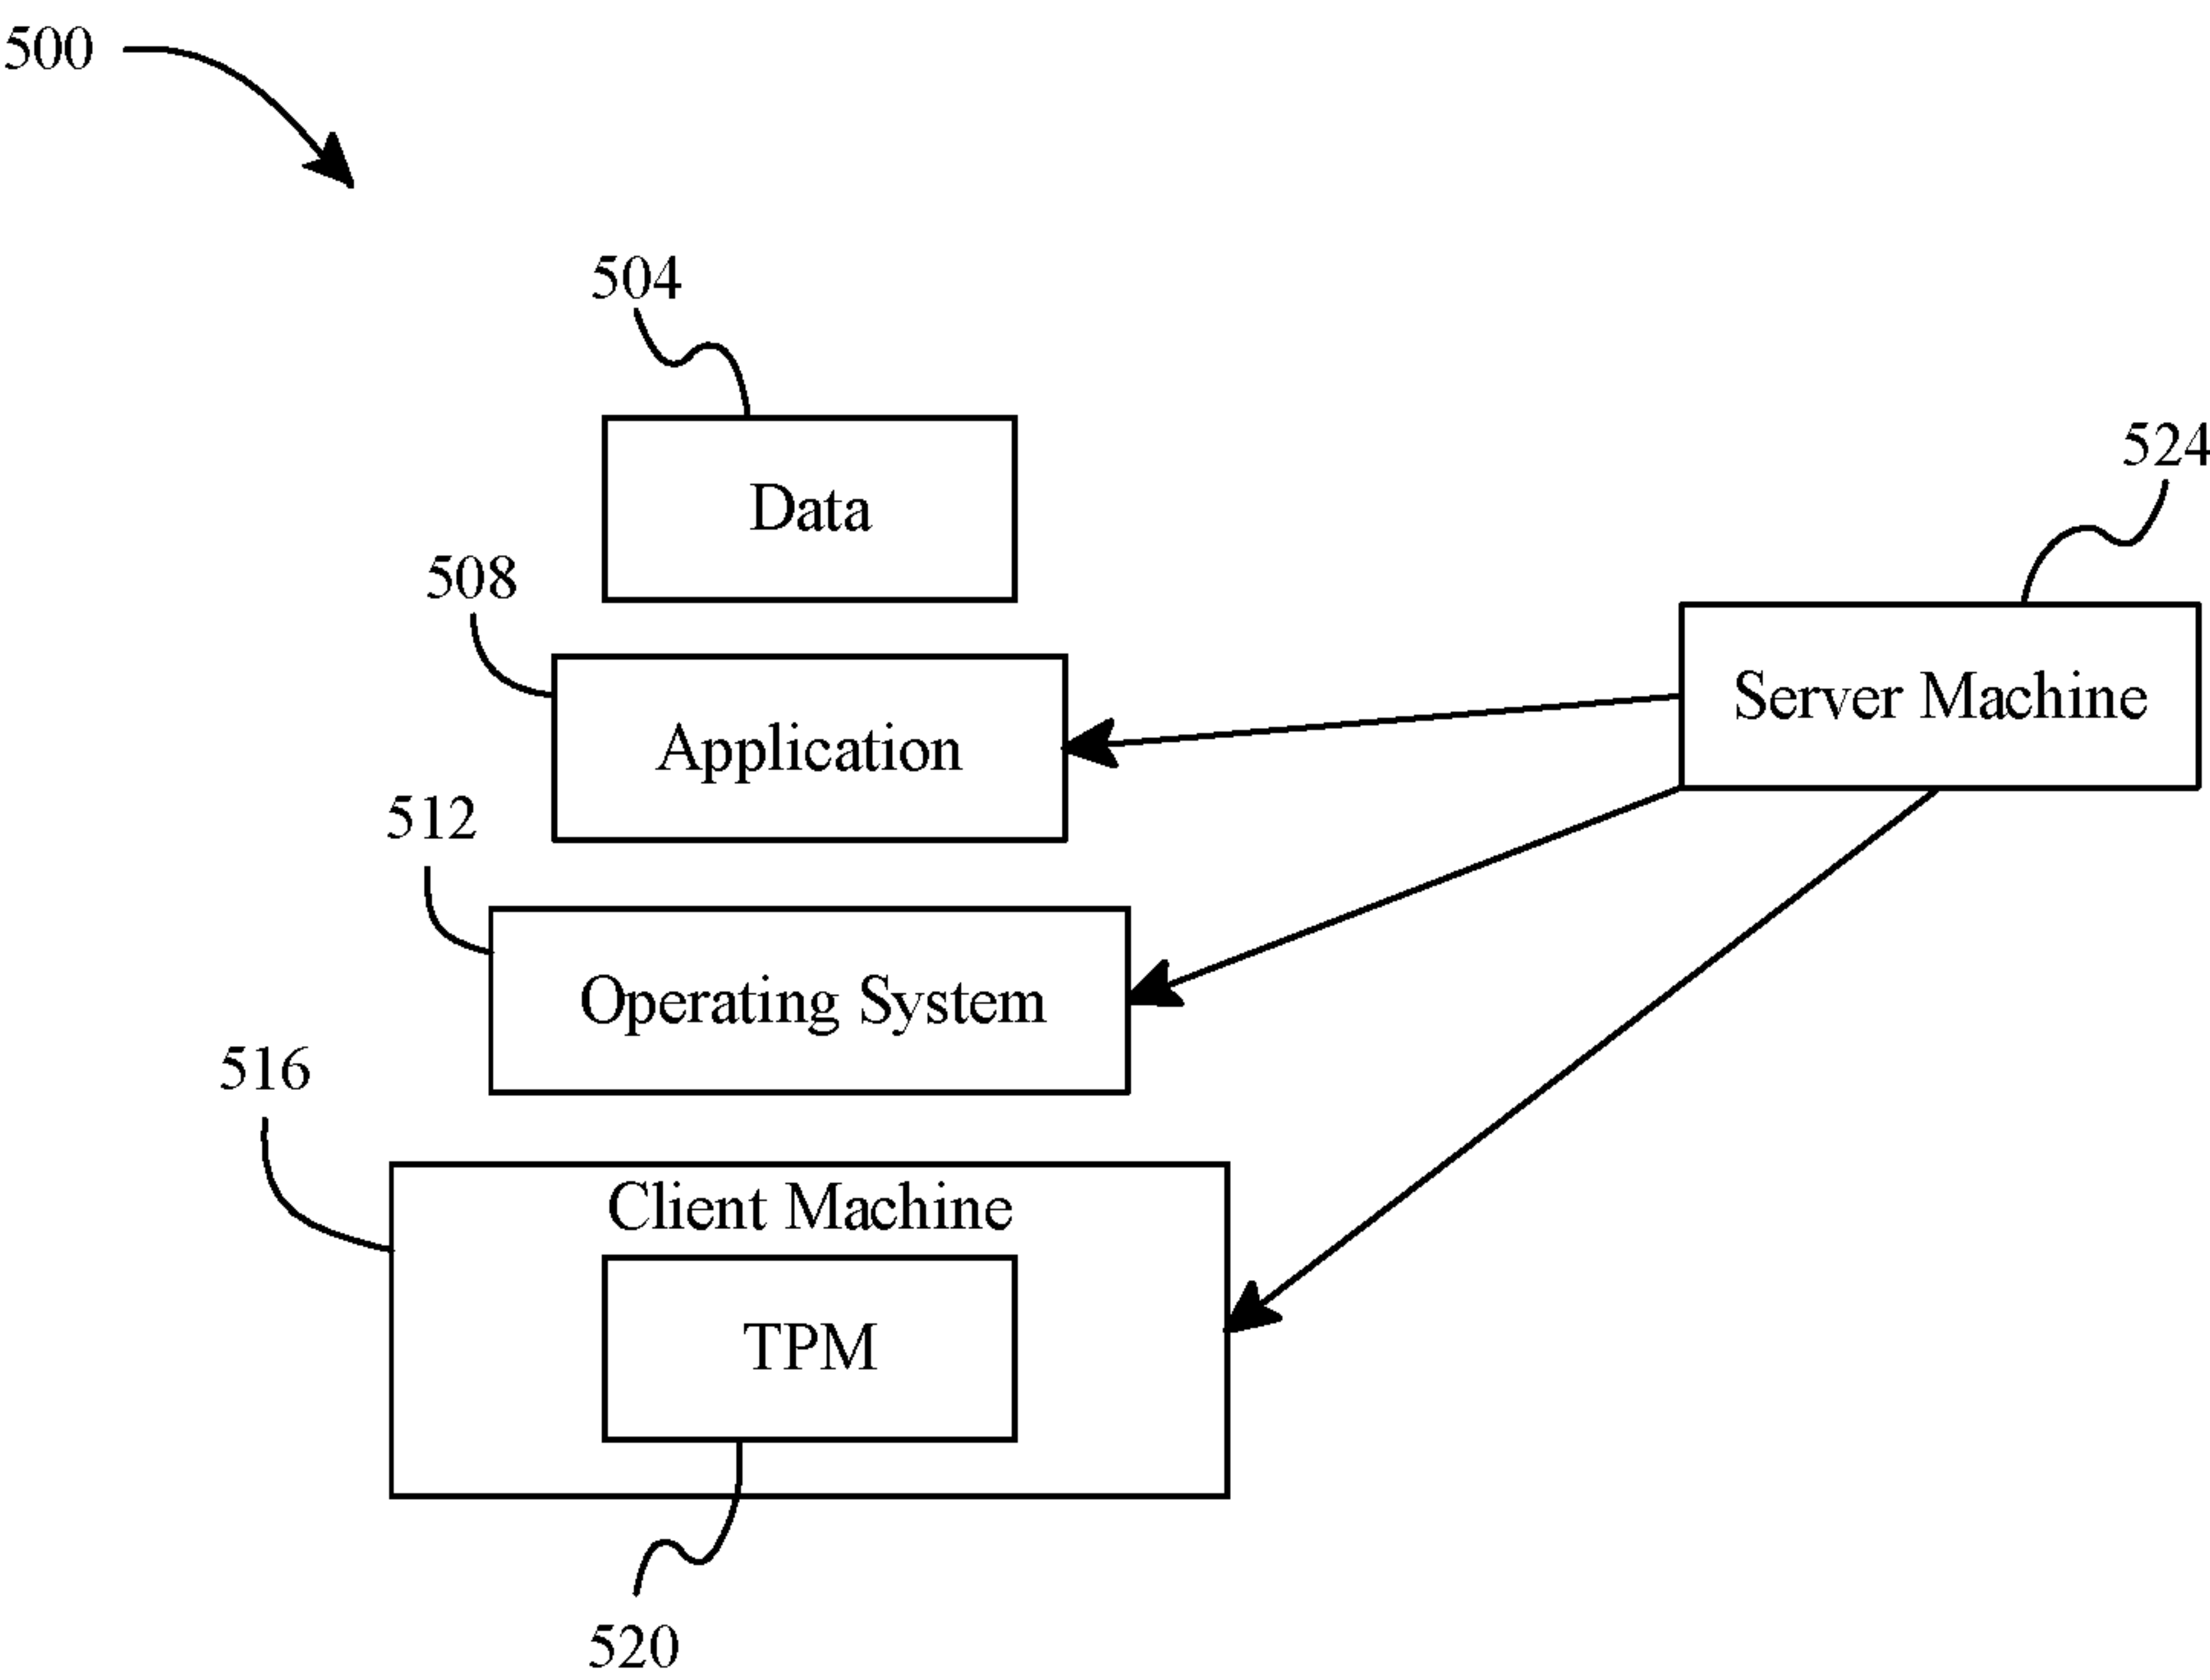 500
504
Data
524
508
Server Machine
Application
512
Operating System
516
Client Machine
TPM
520